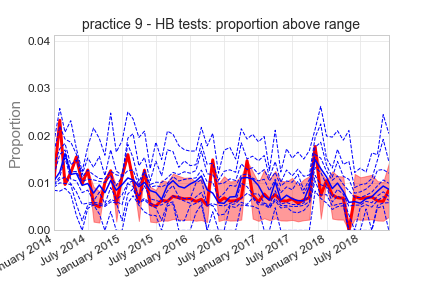 practice 9 - HB tests: proportion above range
0.04
0.03
0.02
0.01
0.00
Proportion
July 2014
January 2015
July 2015
January 2016
July 2016
January 2017
July 2017
January 2018
July 2018
nuary 2014